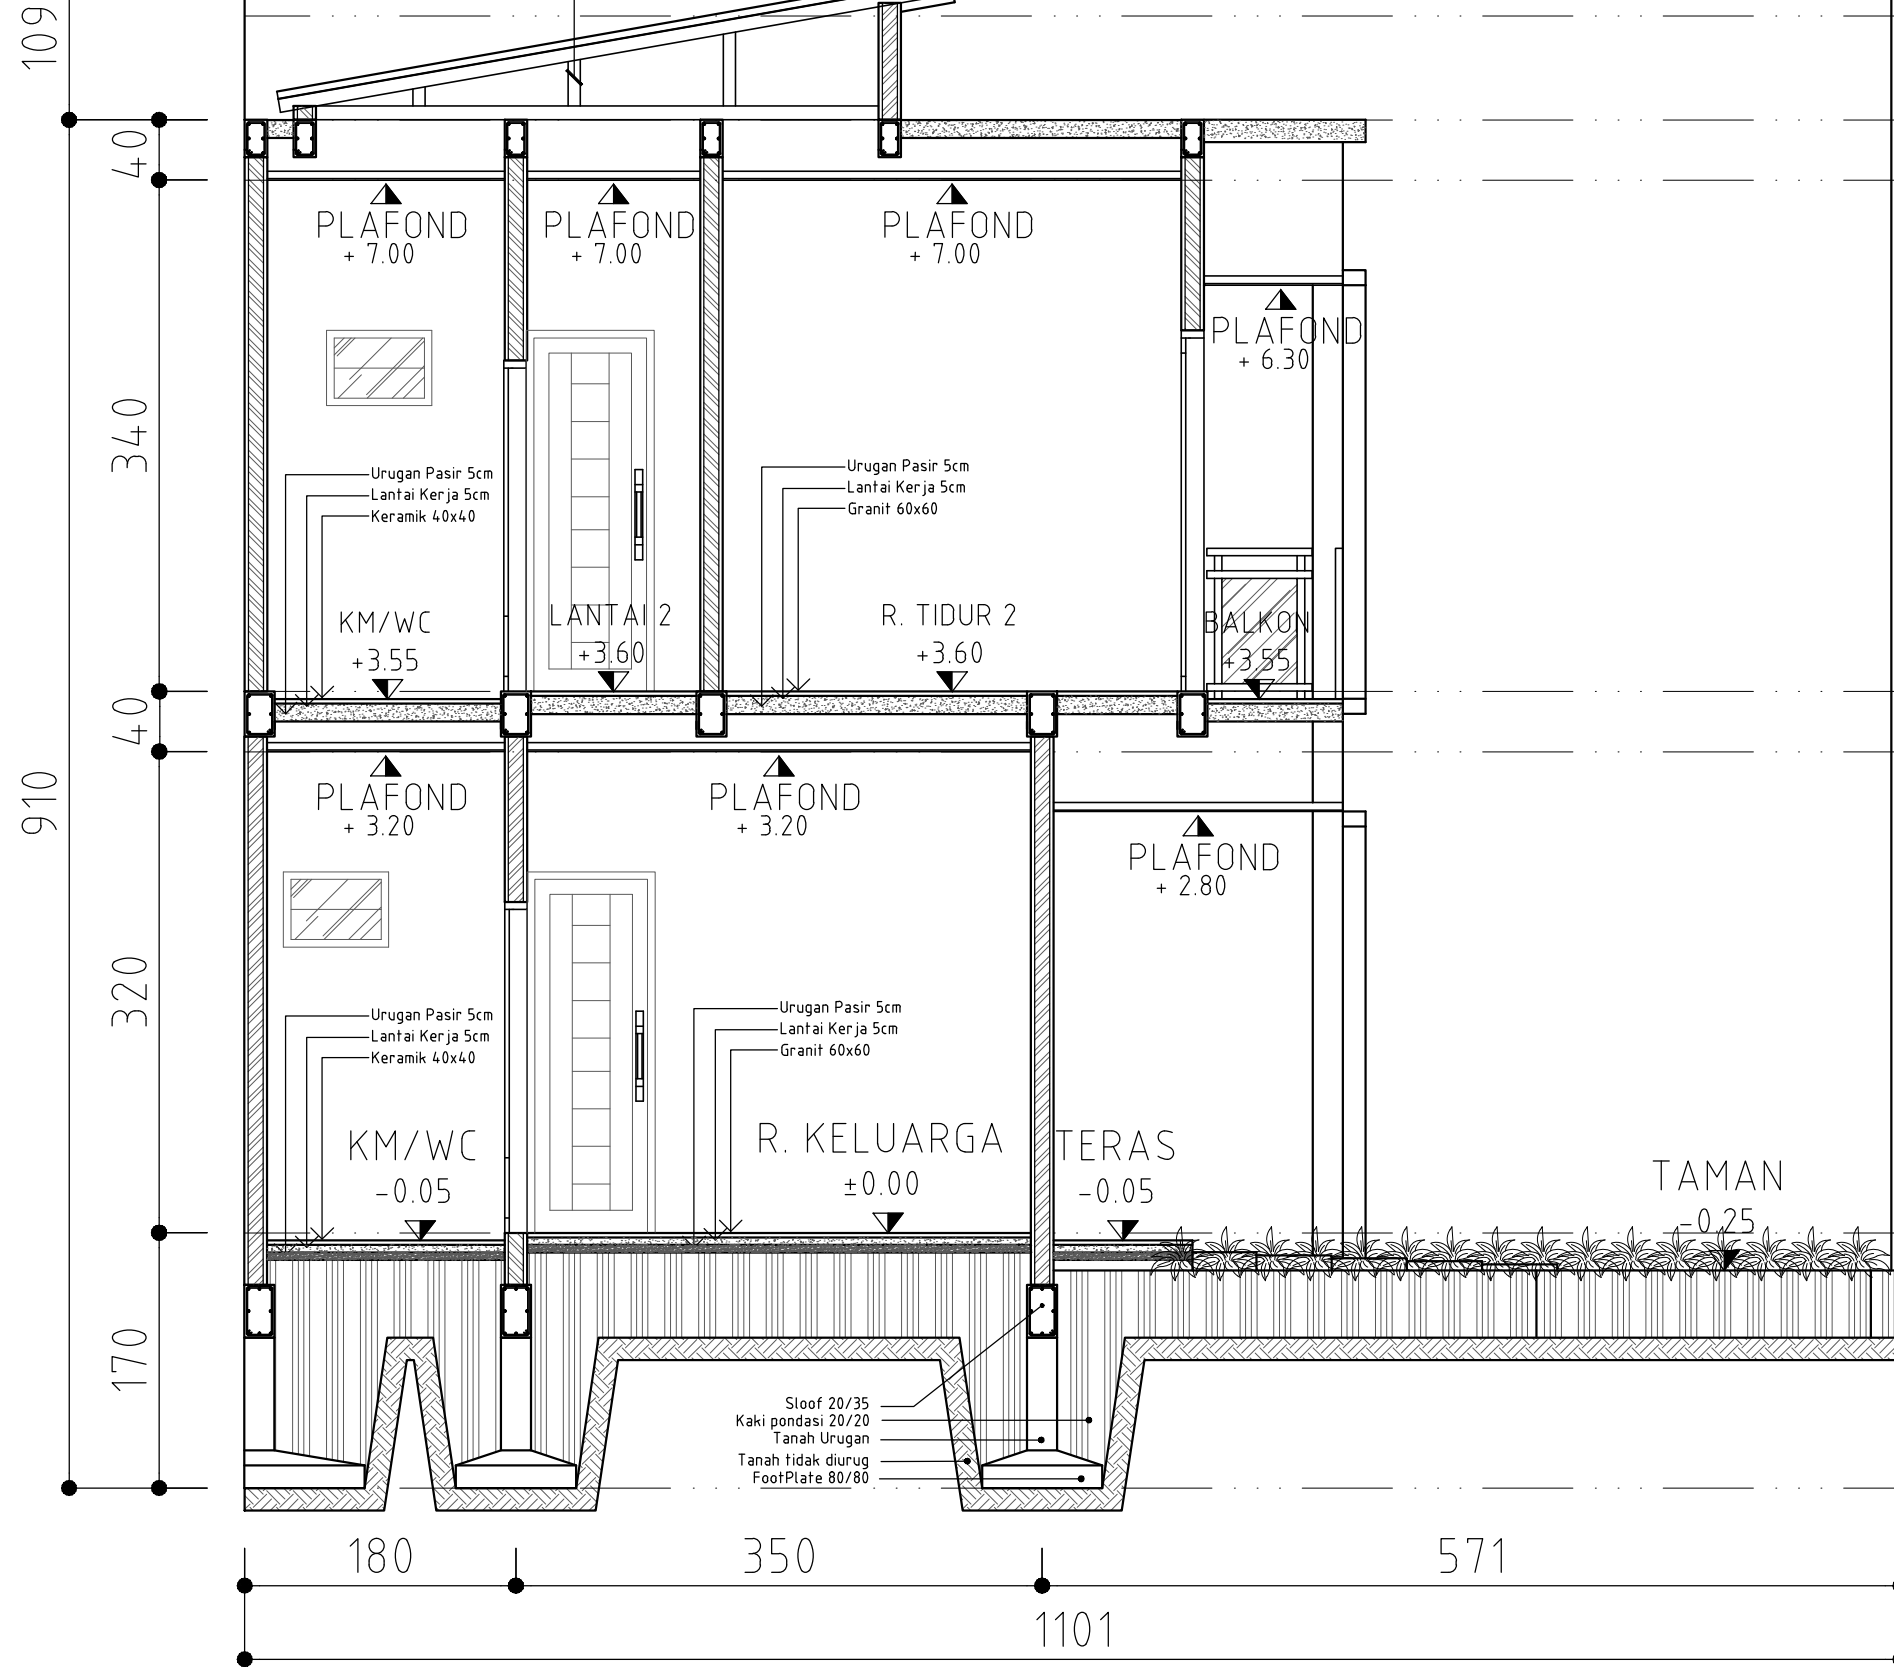 109
40
PLAFOND
+ 7.00
PLAFOND
+ 7.00
PLAFOND
+ 7.00
PLAFOND
+ 6.30
340
Urugan Pasir 5cm
Lantai Kerja 5cm
Keramik 40x40
Urugan Pasir 5cm
Lantai Kerja 5cm
Granit 60x60
KM/WC
+3.55
LANTAI 2
+3.60
R. TIDUR 2
+3.60
BALKON
+3.55
40
910
PLAFOND
+ 3.20
PLAFOND
+ 3.20
PLAFOND
+ 2.80
320
Urugan Pasir 5cm
Lantai Kerja 5cm
Keramik 40x40
Urugan Pasir 5cm
Lantai Kerja 5cm
Granit 60x60
KM/WC
-0.05
R. KELUARGA
±0.00
TERAS
-0.05
TAMAN
-0.25
170
Sloof 20/35
Kaki pondasi 20/20
Tanah Urugan
Tanah tidak diurug
FootPlate 80/80
180
350
571
1101